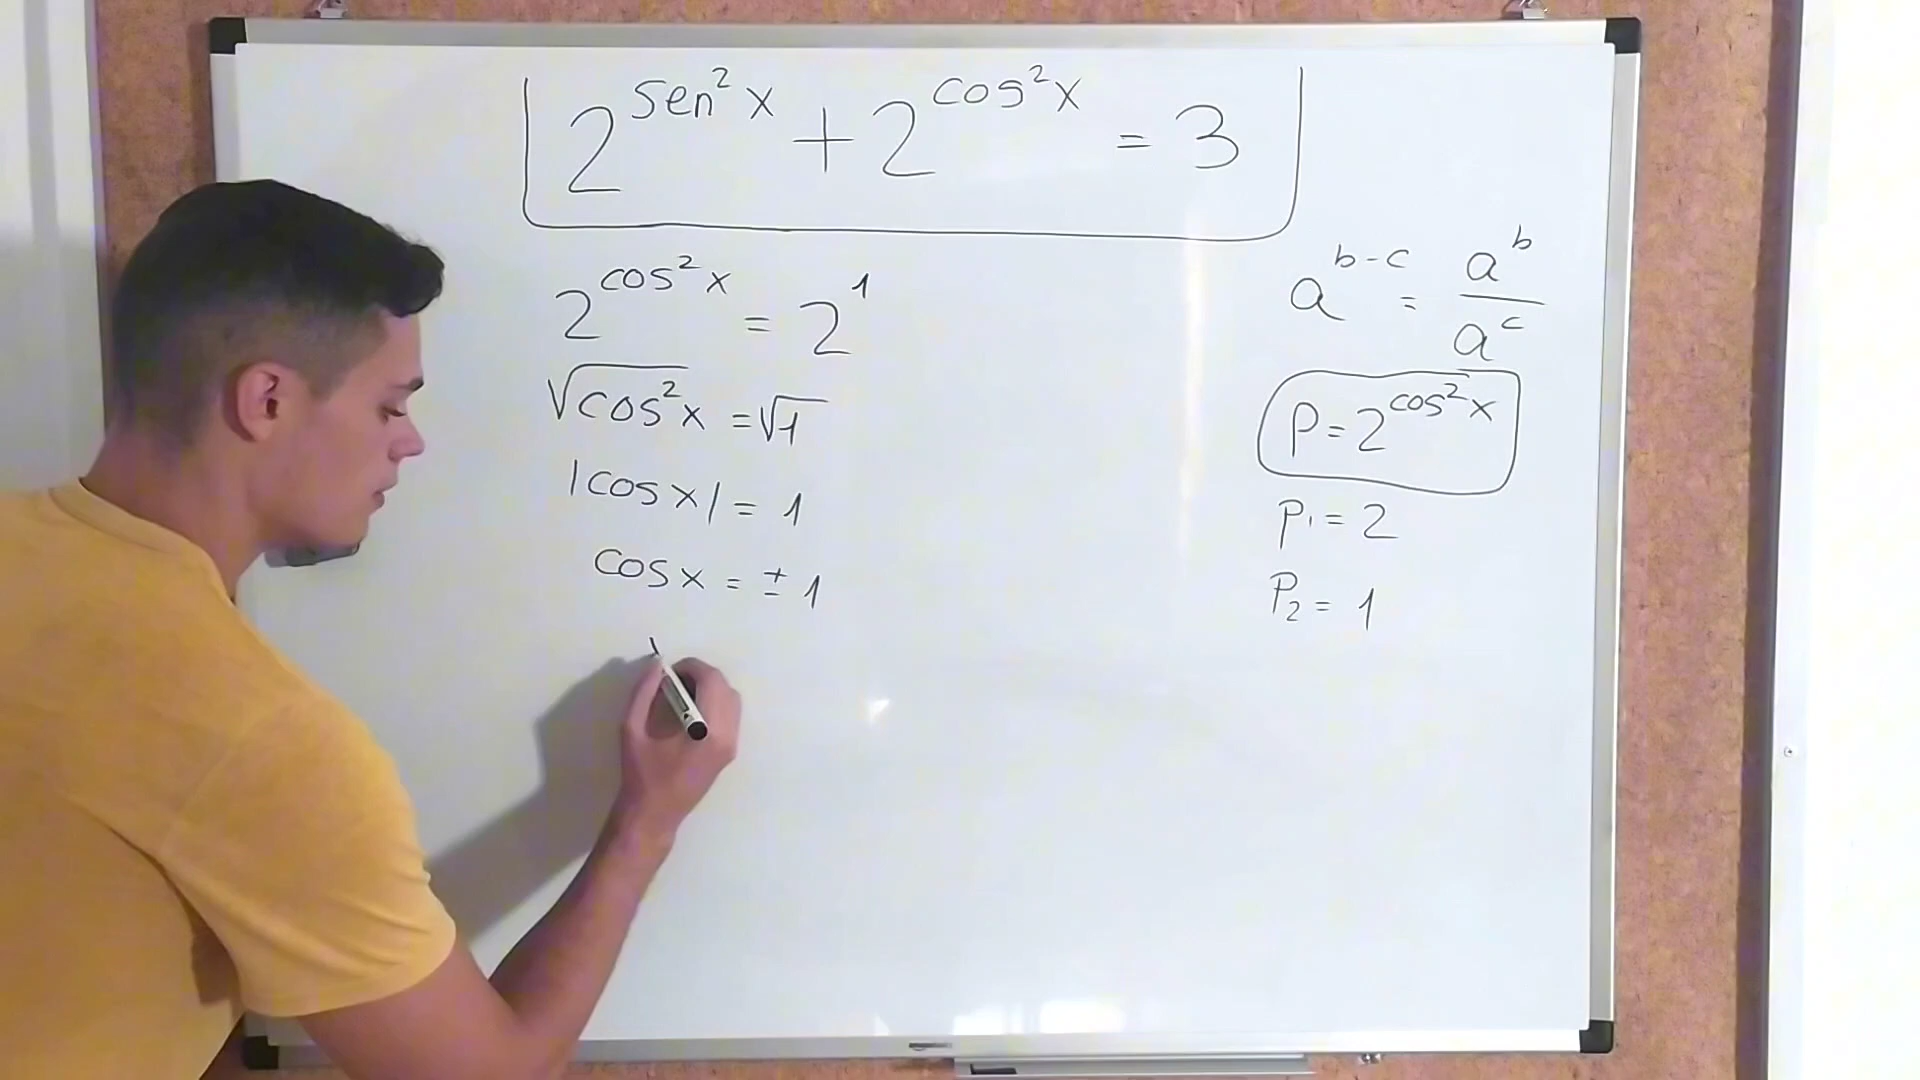 2^{sen²x} + 2^{cos²x} = 3
2^{cos²x} = 2^1
√cos²x = √1
|cos x| = 1
cos x = ± 1
a^{b-c} = a^b / a^c
P = 2^{cos²x}
P₁ = 2
P₂ = 1